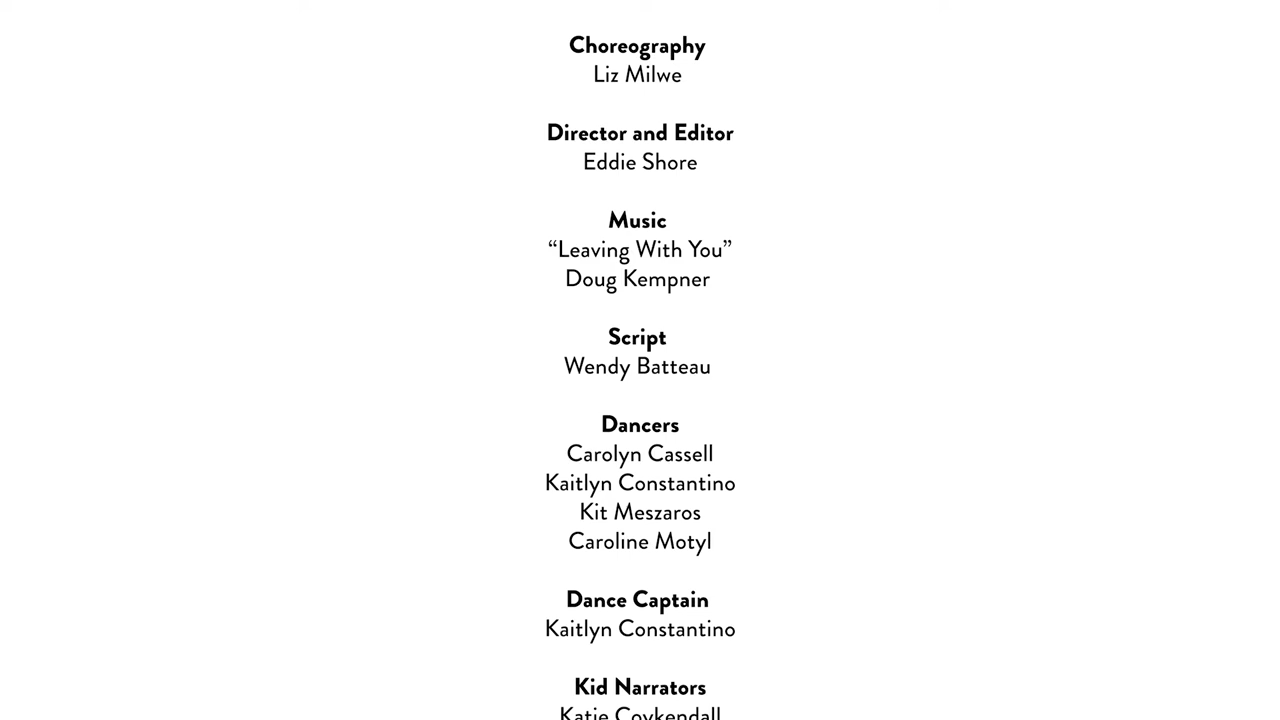 Choreography
Liz Milwe
Director and Editor
Eddie Shore
Music
“Leaving With You”
Doug Kempner
Script
Wendy Batteau
Dancers
Carolyn Cassell
Kaitlyn Constantino
Kit Meszaros
Caroline Motyl
Dance Captain
Kaitlyn Constantino
Kid Narrators
Katie Coykendall